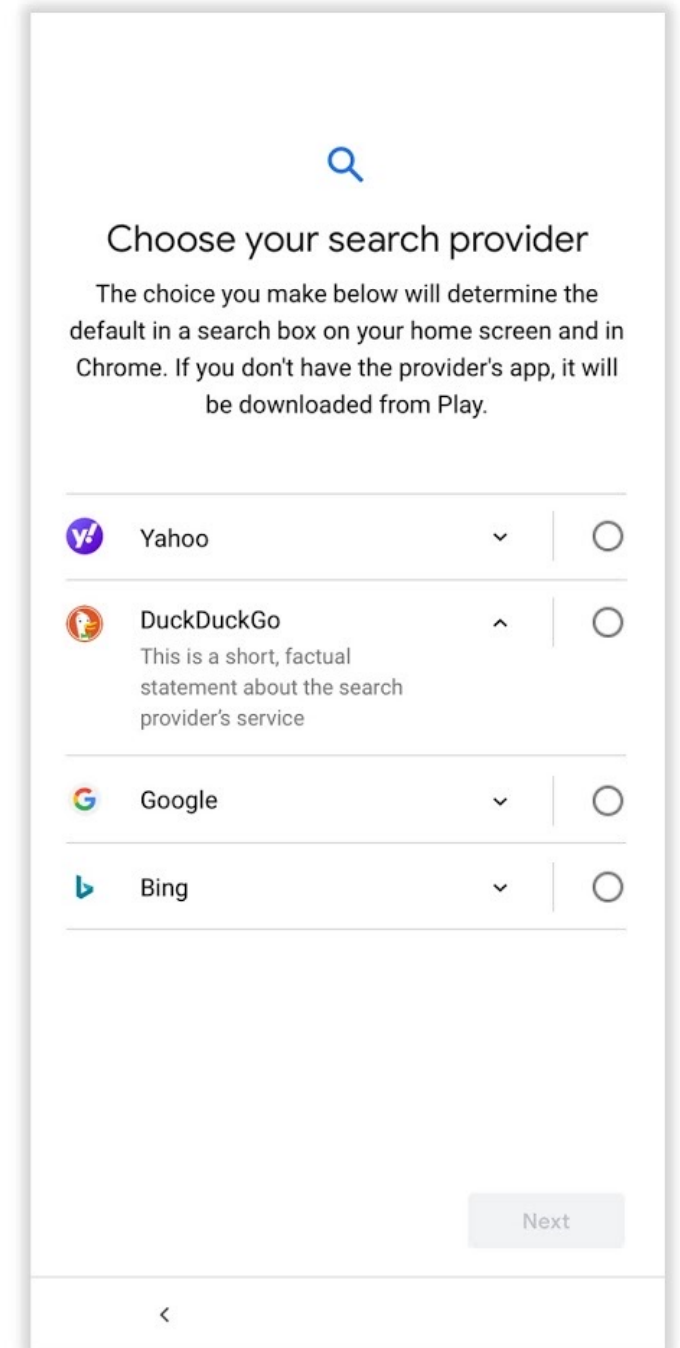 Choose your search provider
The choice you make below will determine the
default in a search box on your home screen and in
Chrome. If you don't have the provider's app, it will
be downloaded from Play.
y!
Yahoo
DuckDuckGo
This is a short, factual
statement about the search
provider's service
G
Google
b
Bing
Next